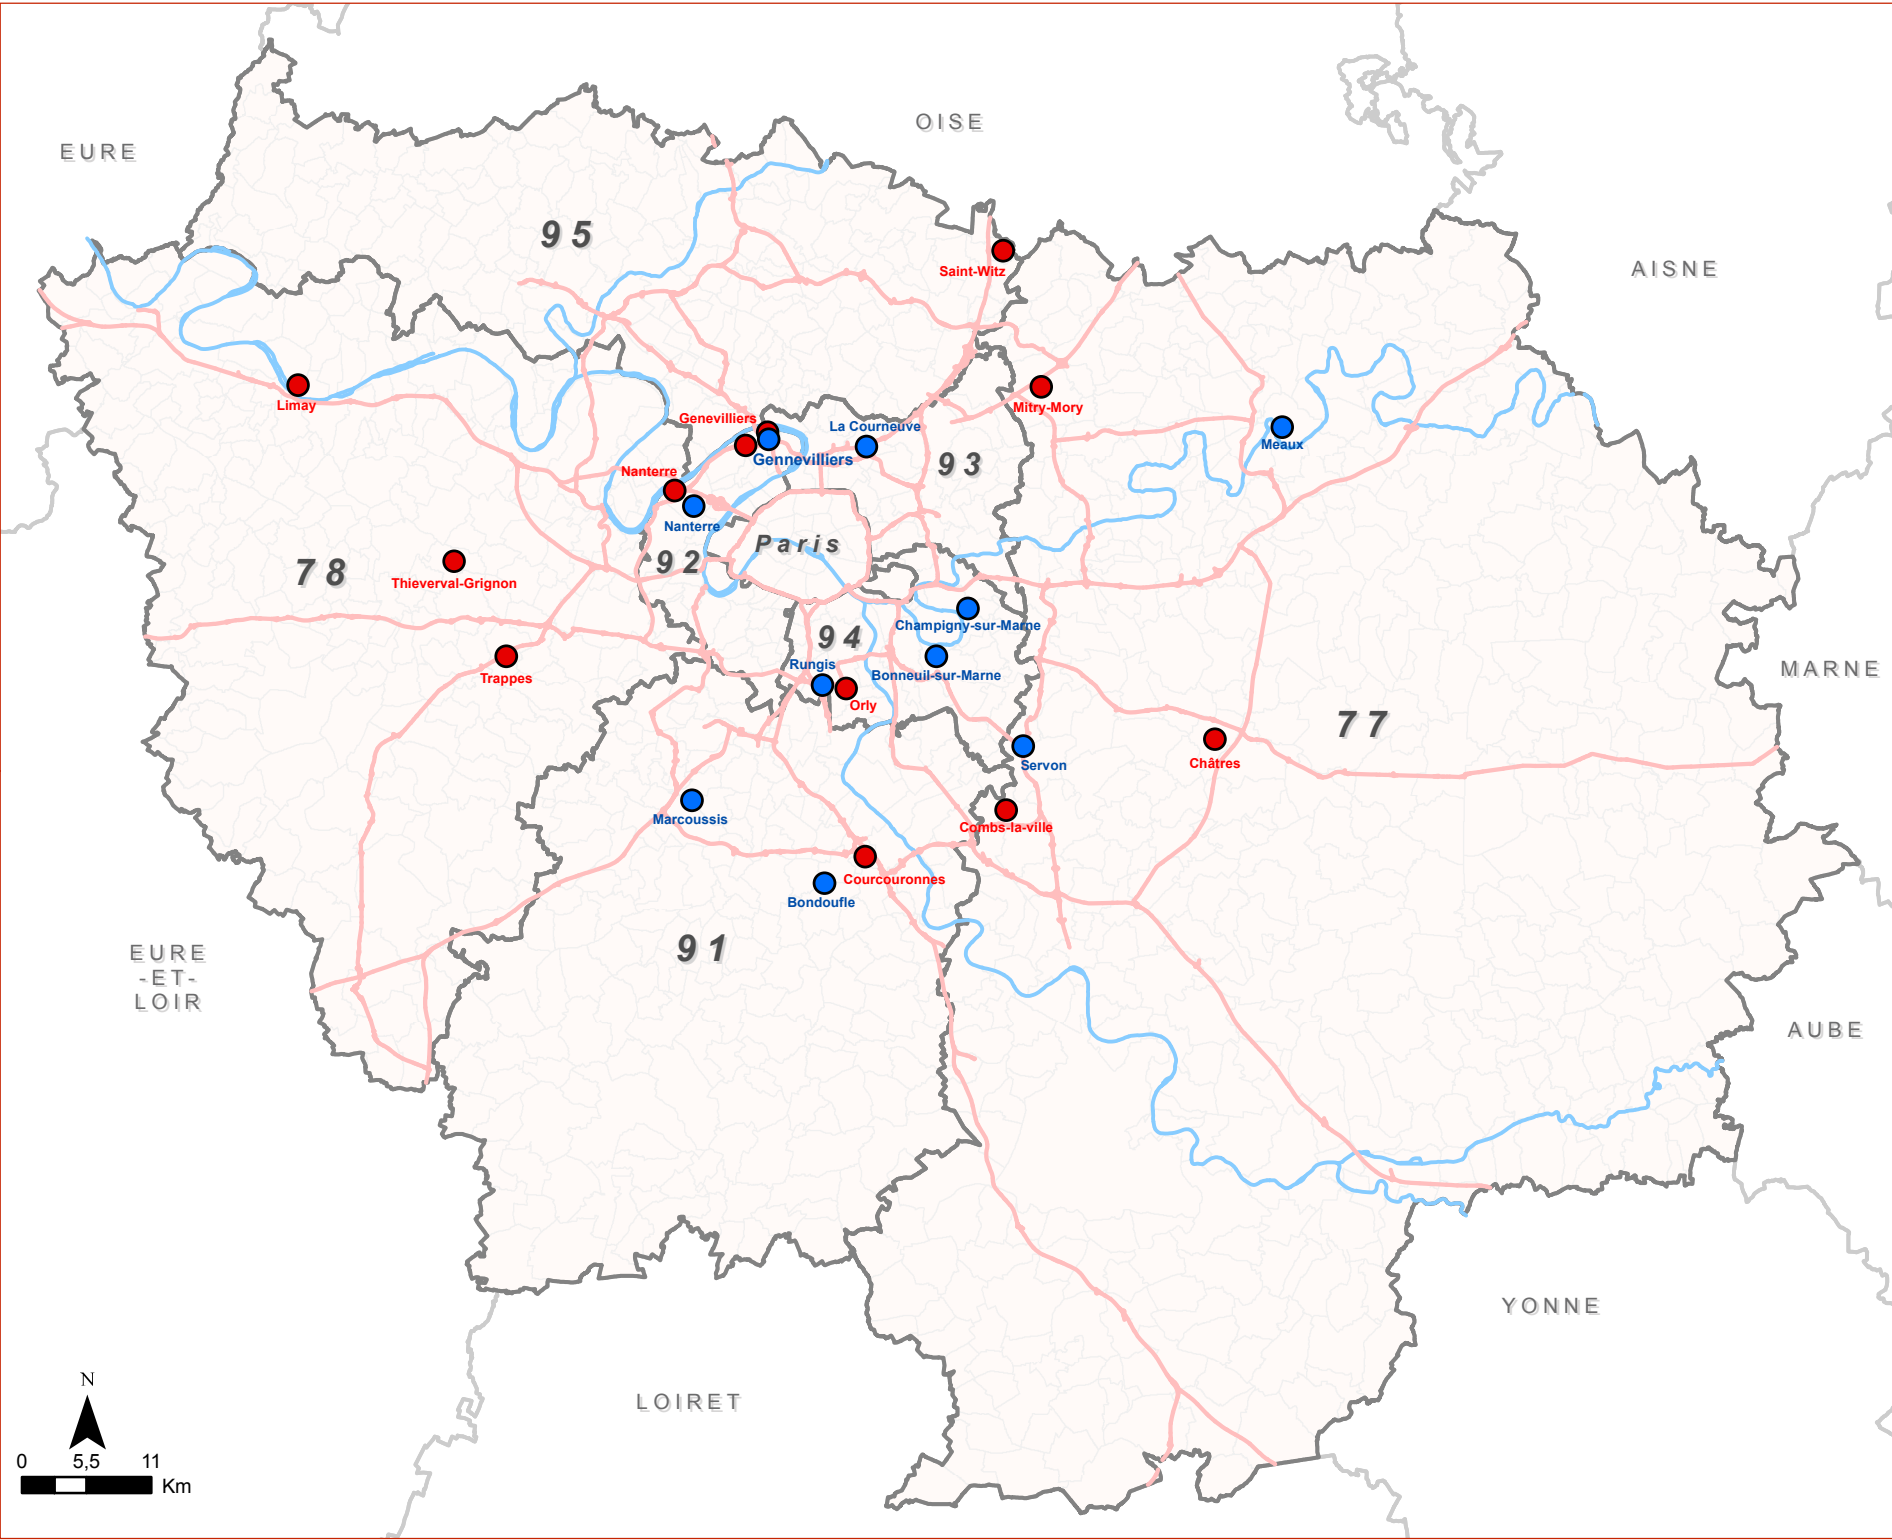 OISE
EURE
95
AISNE
Saint-Witz
Limay
Mitry-Mory
Genevilliers
La Courneuve
Meaux
Gennevilliers
93
Nanterre
Nanterre
Paris
92
78
Thieverval-Grignon
Champigny-sur-Marne
94
Rungis
Bonneuil-sur-Marne
MARNE
Trappes
Orly
77
Servon
Châtres
Marcoussis
Combs-la-ville
Courcouronnes
Bondoufle
91
EURE
-ET-
LOIR
AUBE
YONNE
LOIRET
N
0 5,5 11
Km